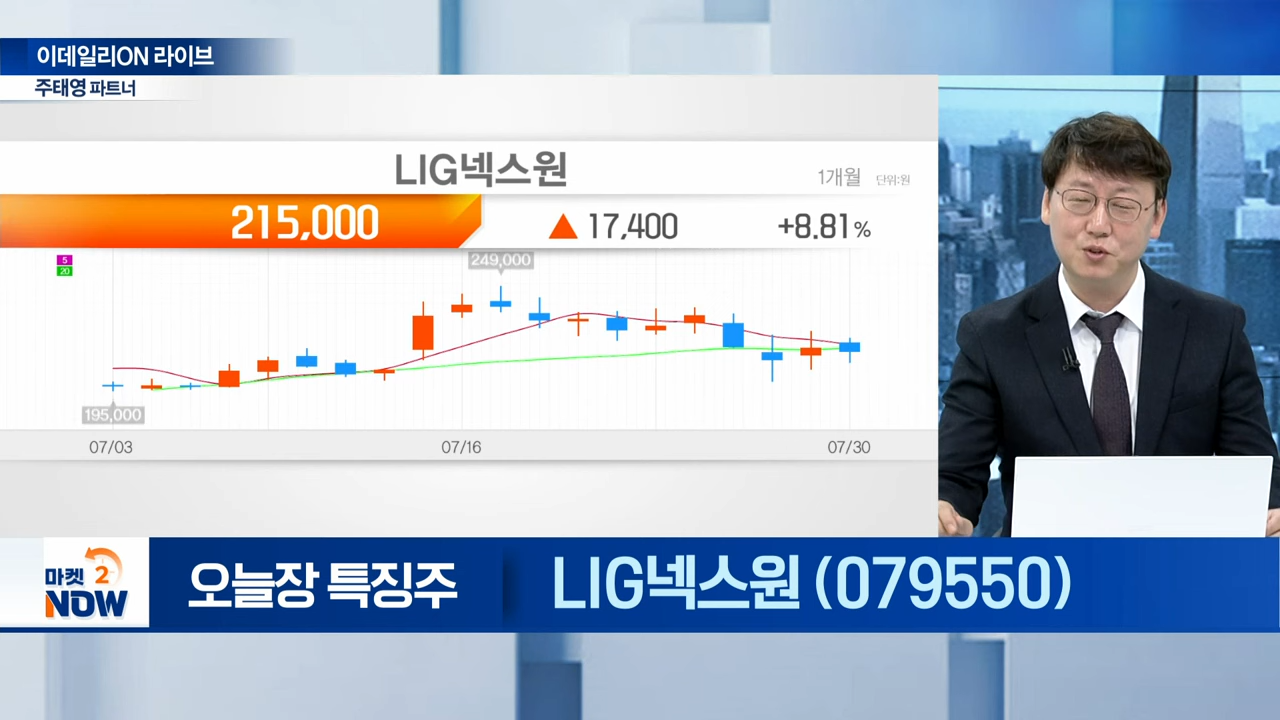 이데일리ON 라이브
주태영 파트너
LIG넥스원
1개월 단위:원
215,000 ▲ 17,400 +8.81%
5
20
249,000
195,000
07/03 07/16 07/30
마켓 2
NOW
오늘장 특징주 LIG넥스원 (079550)